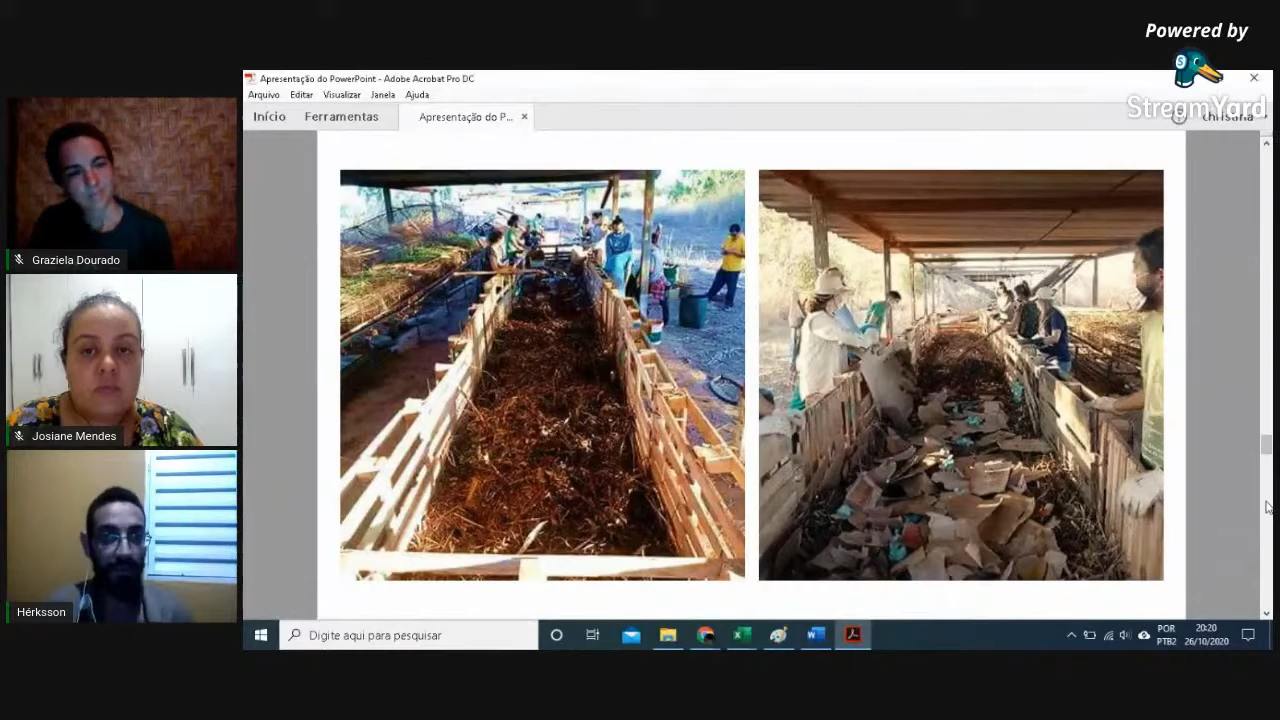 Powered by
StreamYard
Apresentação do PowerPoint - Adobe Acrobat Pro DC
Arquivo Editar Visualizar Janela Ajuda
Início Ferramentas Apresentação do P... christina
Graziela Dourado
Josiane Mendes
Hérksson
Digite aqui para pesquisar
POR
PTB2
20:20
26/10/2020